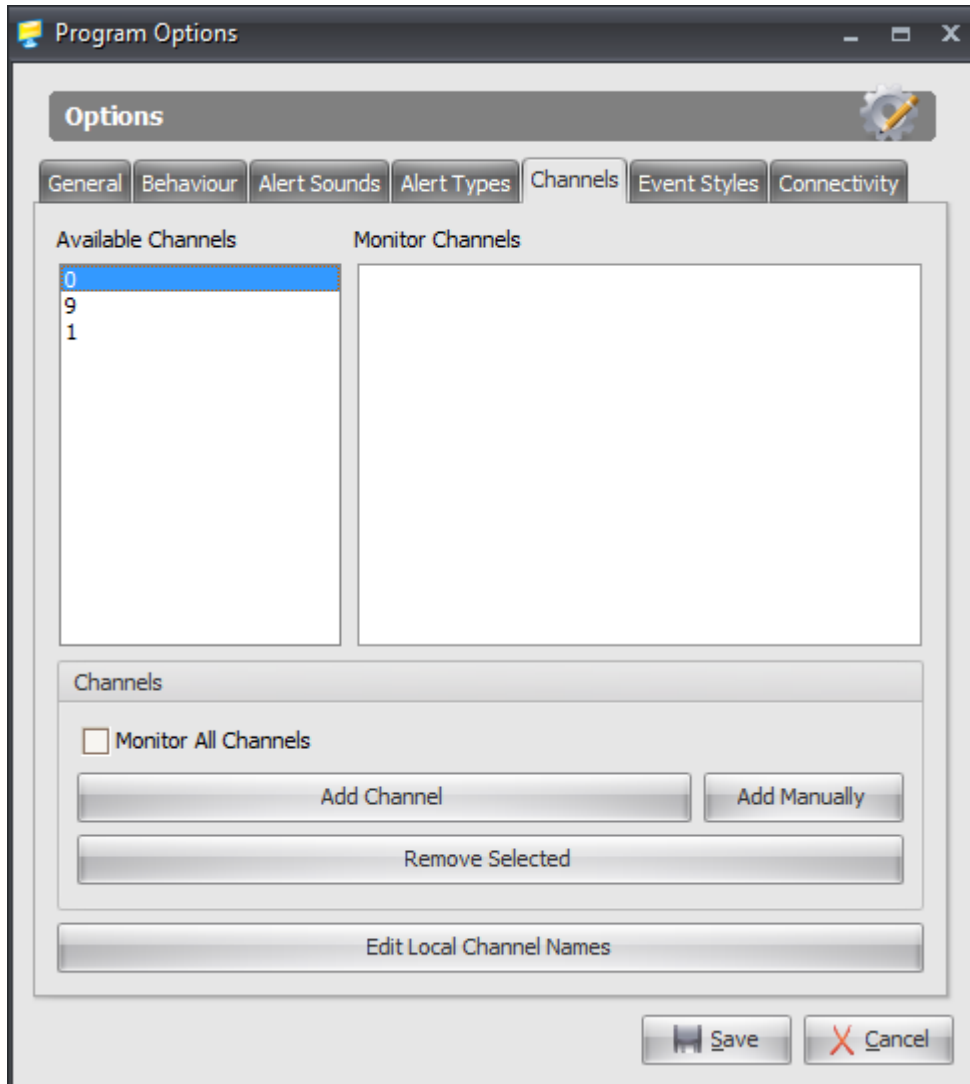 Program Options
Options
General Behaviour Alert Sounds Alert Types Channels Event Styles Connectivity
Available Channels Monitor Channels
0
9
1
Channels
Monitor All Channels
Add Channel Add Manually
Remove Selected
Edit Local Channel Names
Save Cancel